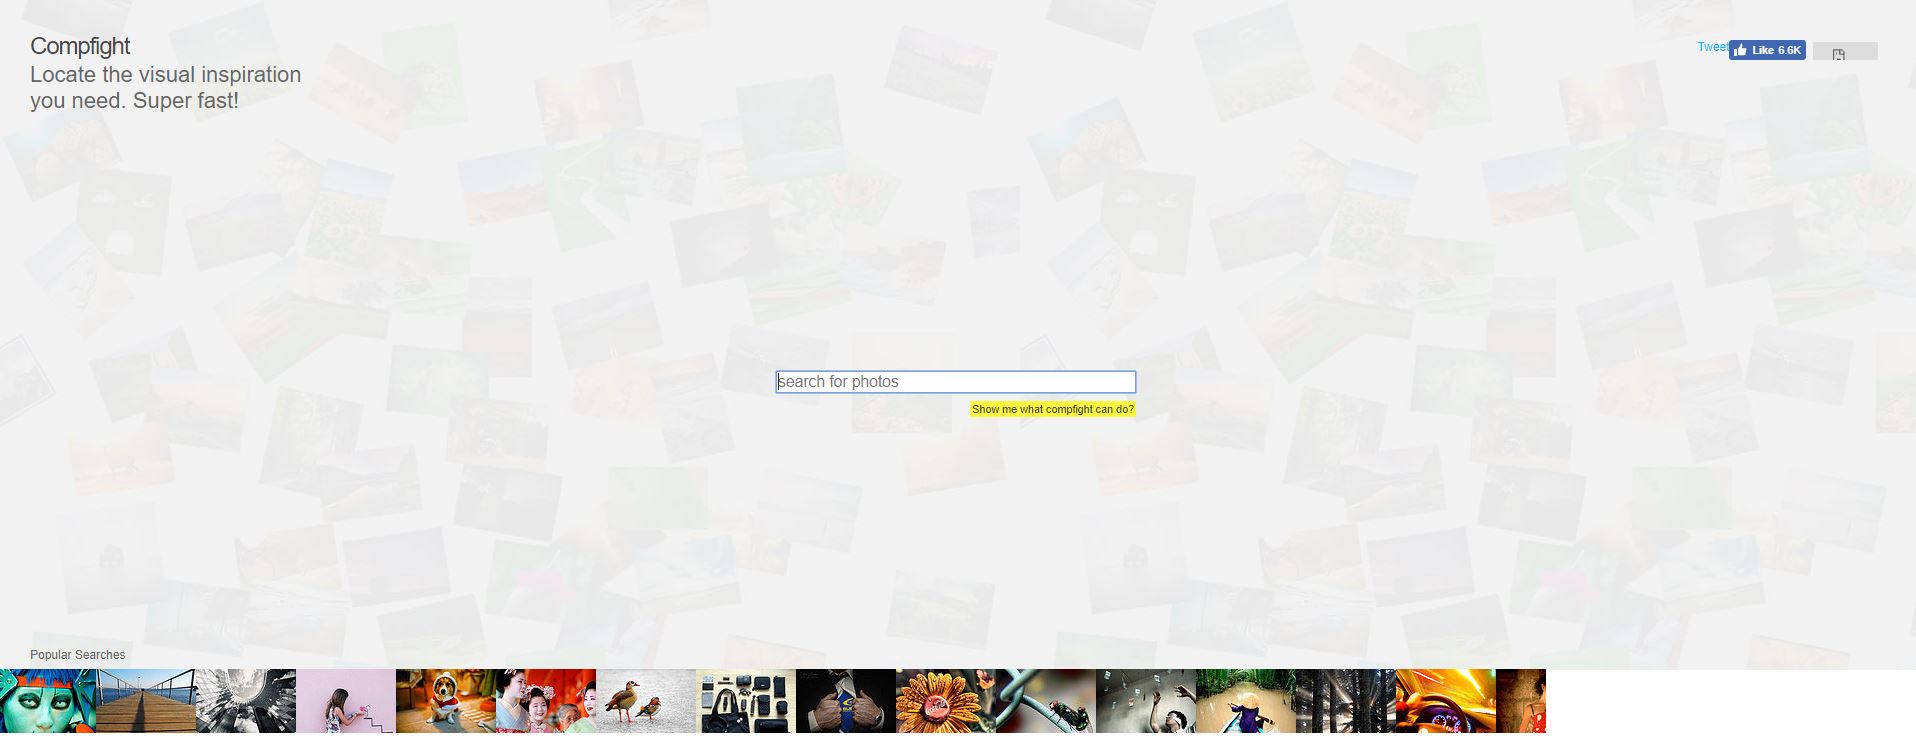 Compfight
Locate the visual inspiration
you need. Super fast!
Tweet
Like 6.6K
search for photos
Show me what compfight can do?
Popular Searches